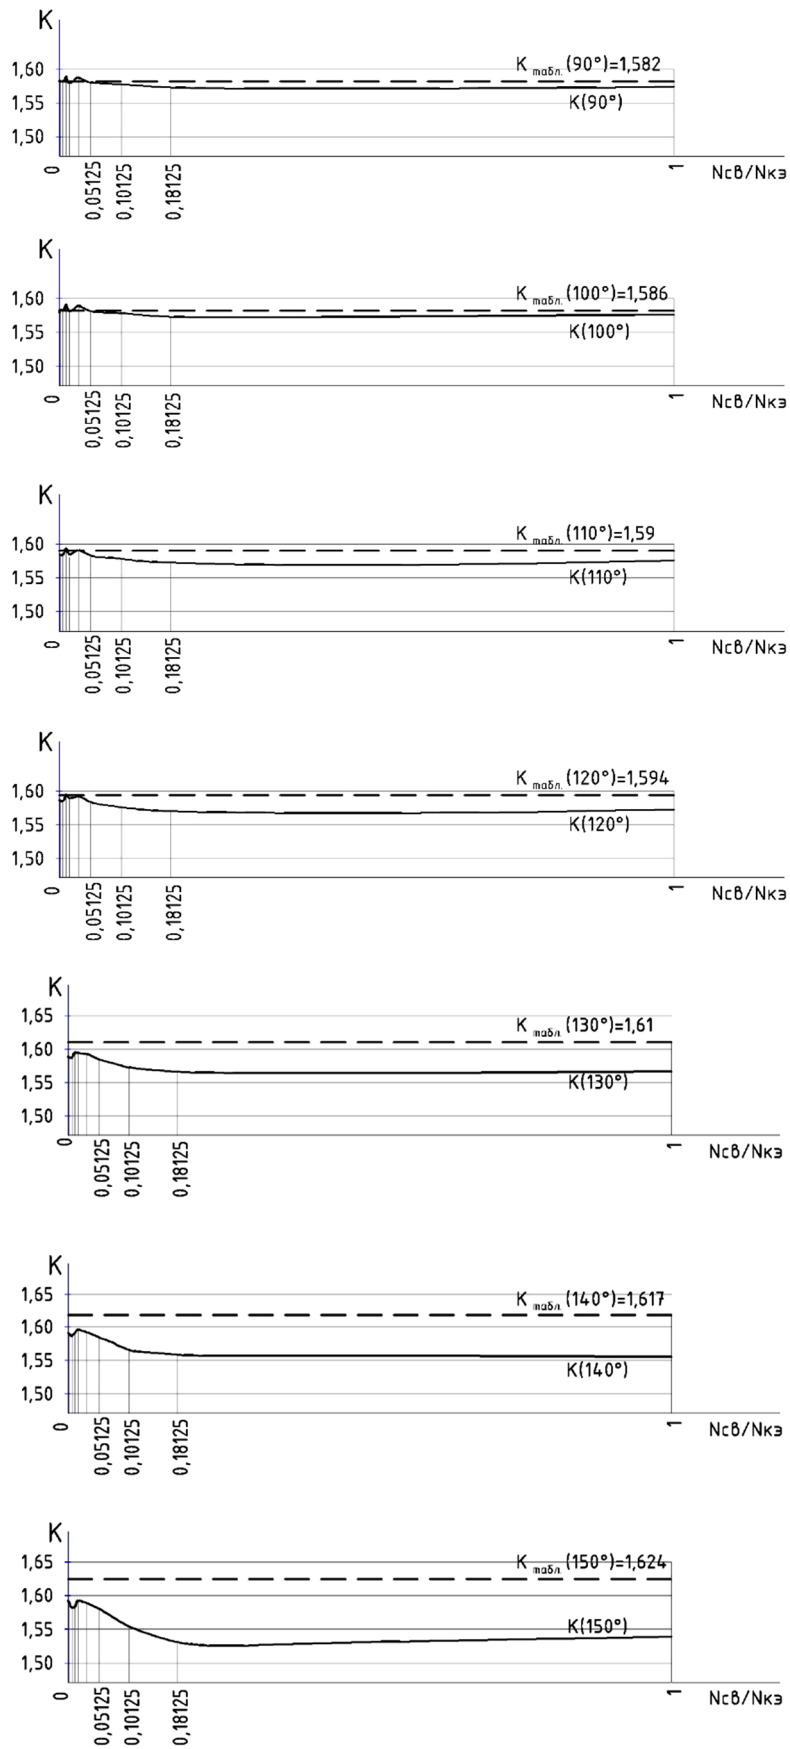 K
K табл. (90°)=1,582
1,60
1,55
K(90°)
1,50
0
0,05125
0,10125
0,18125
1
Nсв/Nкэ
K
K табл. (100°)=1,586
1,60
1,55
K(100°)
1,50
0
0,05125
0,10125
0,18125
1
Nсв/Nкэ
K
K табл. (110°)=1,59
1,60
1,55
K(110°)
1,50
0
0,05125
0,10125
0,18125
1
Nсв/Nкэ
K
K табл. (120°)=1,594
1,60
1,55
K(120°)
1,50
0
0,05125
0,10125
0,18125
1
Nсв/Nкэ
K
1,65
K табл. (130°)=1,61
1,60
1,55
K(130°)
1,50
0
0,05125
0,10125
0,18125
1
Nсв/Nкэ
K
1,65
K табл. (140°)=1,617
1,60
1,55
K(140°)
1,50
0
0,05125
0,10125
0,18125
1
Nсв/Nкэ
K
1,65
K табл. (150°)=1,624
1,60
1,55
K(150°)
1,50
0
0,05125
0,10125
0,18125
1
Nсв/Nкэ